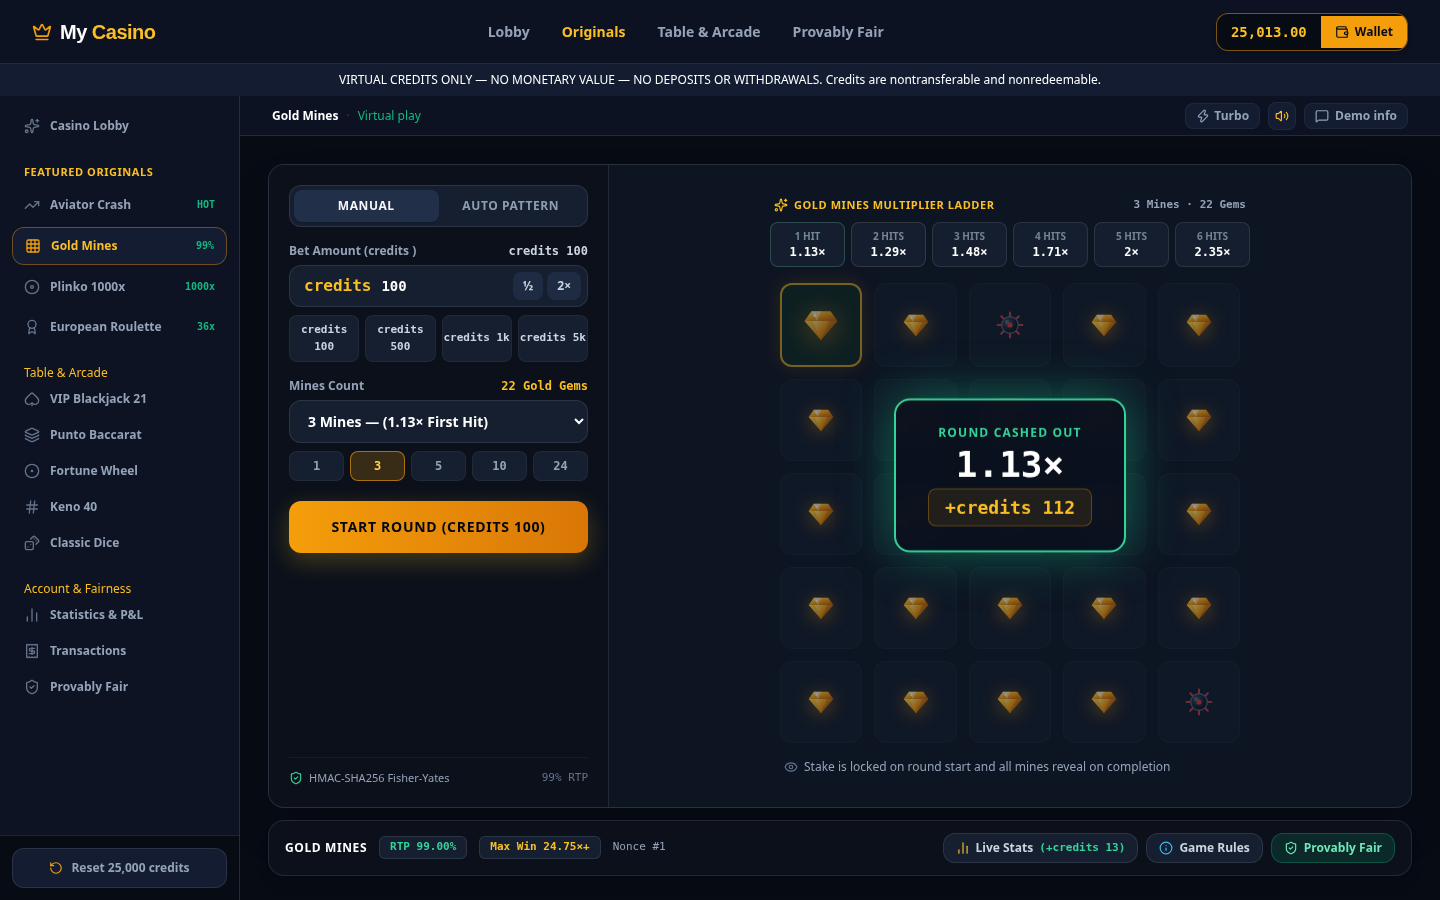 My Casino
Lobby
Originals
Table & Arcade
Provably Fair
25,013.00
Wallet
VIRTUAL CREDITS ONLY — NO MONETARY VALUE — NO DEPOSITS OR WITHDRAWALS. Credits are nontransferable and nonredeemable.
Casino Lobby
FEATURED ORIGINALS
Aviator Crash HOT
Gold Mines 99%
Plinko 1000x 1000x
European Roulette 36x
Table & Arcade
VIP Blackjack 21
Punto Baccarat
Fortune Wheel
Keno 40
Classic Dice
Account & Fairness
Statistics & P&L
Transactions
Provably Fair
Reset 25,000 credits
Gold Mines · Virtual play
Turbo
Demo info
MANUAL
AUTO PATTERN
Bet Amount (credits )
credits 100
credits 100
½
2×
credits
100
credits
500
credits 1k
credits 5k
Mines Count
22 Gold Gems
3 Mines — (1.13× First Hit)
1
3
5
10
24
START ROUND (CREDITS 100)
HMAC-SHA256 Fisher-Yates
99% RTP
GOLD MINES MULTIPLIER LADDER
3 Mines · 22 Gems
1 HIT
1.13×
2 HITS
1.29×
3 HITS
1.48×
4 HITS
1.71×
5 HITS
2×
6 HITS
2.35×
ROUND CASHED OUT
1.13×
+credits 112
Stake is locked on round start and all mines reveal on completion
GOLD MINES
RTP 99.00%
Max Win 24.75×+
Nonce #1
Live Stats (+credits 13)
Game Rules
Provably Fair